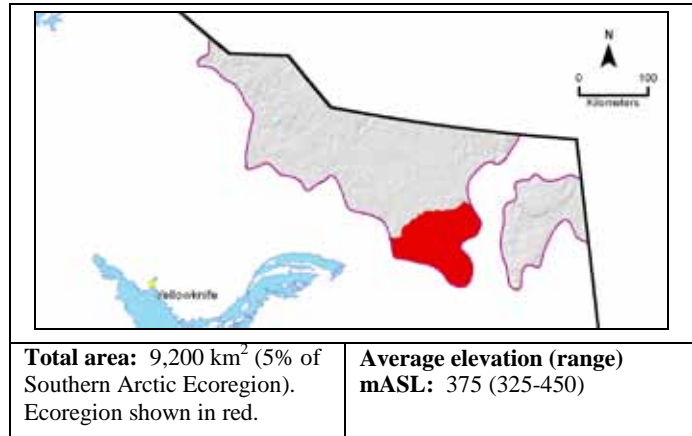 N
0 100
Kilometers
Yellowknife
Total area: 9,200 km² (5% of
Southern Arctic Ecoregion).
Ecoregion shown in red.
Average elevation (range)
mASL: 375 (325-450)